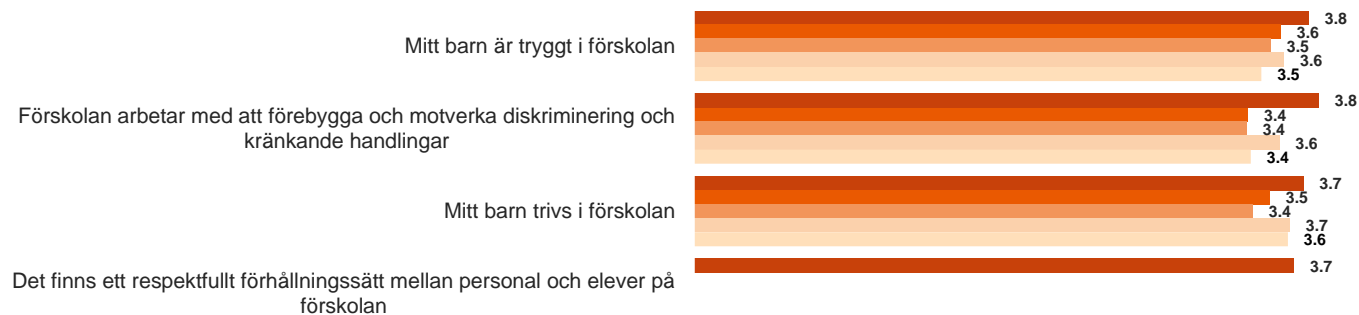 Mitt barn är tryggt i förskolan
3.8
3.6
3.5
3.6
3.5
Förskolan arbetar med att förebygga och motverka diskriminering och
kränkande handlingar
3.8
3.4
3.4
3.6
3.4
Mitt barn trivs i förskolan
3.7
3.5
3.4
3.7
3.6
Det finns ett respektfullt förhållningssätt mellan personal och elever på
förskolan
3.7